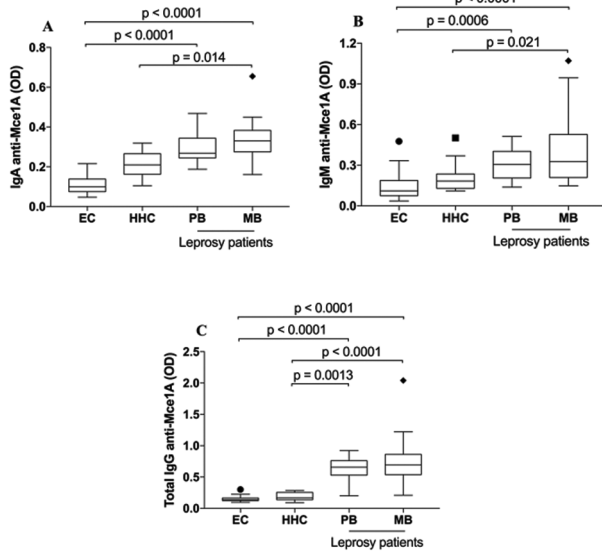 A
p < 0.0001
p < 0.0001
p = 0.014
IgA anti-Mce1A (OD)
0.8
0.6
0.4
0.2
0.0
EC HHC PB MB
Leprosy patients
B
p = 0.0006
p = 0.021
IgM anti-Mce1A (OD)
1.2
0.9
0.6
0.3
0.0
EC HHC PB MB
Leprosy patients
C
p < 0.0001
p < 0.0001
p < 0.0001
p = 0.0013
Total IgG anti-Mce1A (OD)
2.5
2.0
1.5
1.0
0.5
0.0
EC HHC PB MB
Leprosy patients